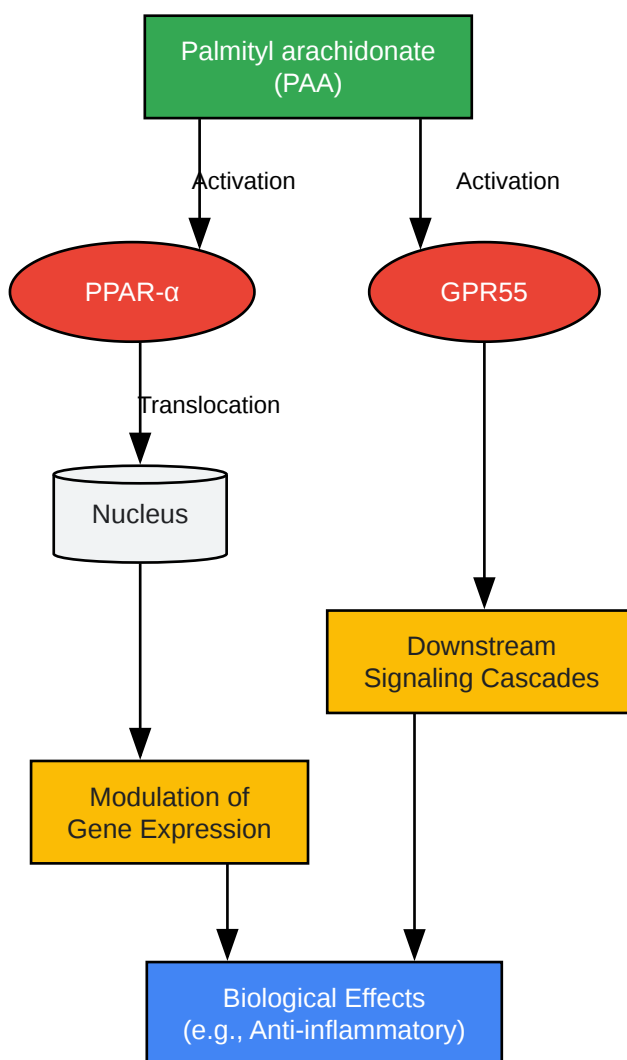 Palmityl arachidonate
(PAA)
Activation
Activation
PPAR-α
GPR55
Translocation
Nucleus
Downstream
Signaling Cascades
Modulation of
Gene Expression
Biological Effects
(e.g., Anti-inflammatory)